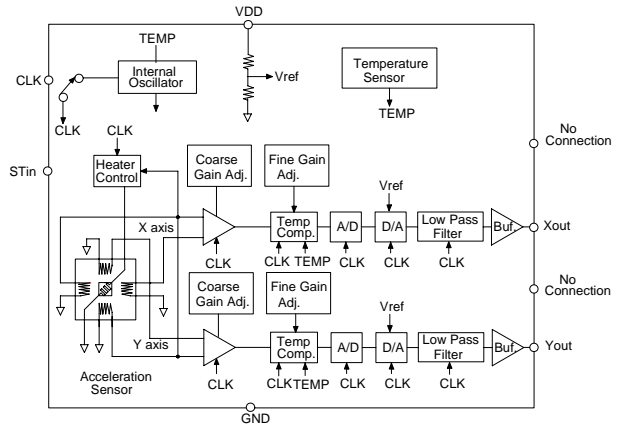 VDD
TEMP
Internal
Oscillator
CLK
CLK
Vref
Temperature
Sensor
TEMP
No
Connection
CLK
STin
Heater
Control
Coarse
Gain Adj.
Fine Gain
Adj.
X axis
Temp
Comp.
A/D
Vref
D/A
Low Pass
Filter
Buf.
Xout
CLK
CLK
TEMP
CLK
CLK
CLK
No
Connection
Coarse
Gain Adj.
Fine Gain
Adj.
Y axis
Temp
Comp.
A/D
Vref
D/A
Low Pass
Filter
Buf.
Yout
CLK
CLK
TEMP
CLK
CLK
CLK
Acceleration
Sensor
GND